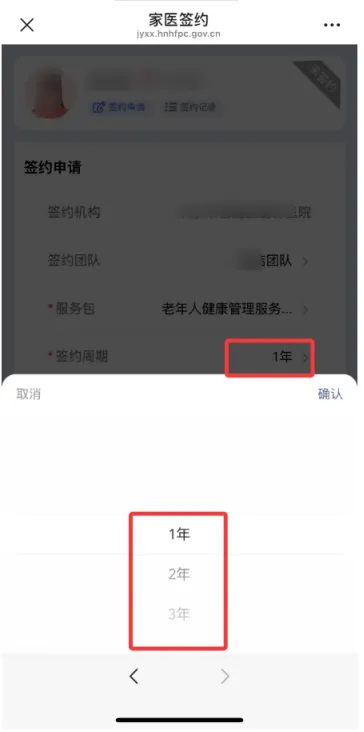 家医签约
jyxx.hnhfpc.gov.cn
未签约
签约申请
签约记录
签约申请
签约机构
院
签约团队
团队
*服务包
老年人健康管理服务...
*签约周期
1年
取消
确认
1年
2年
3年